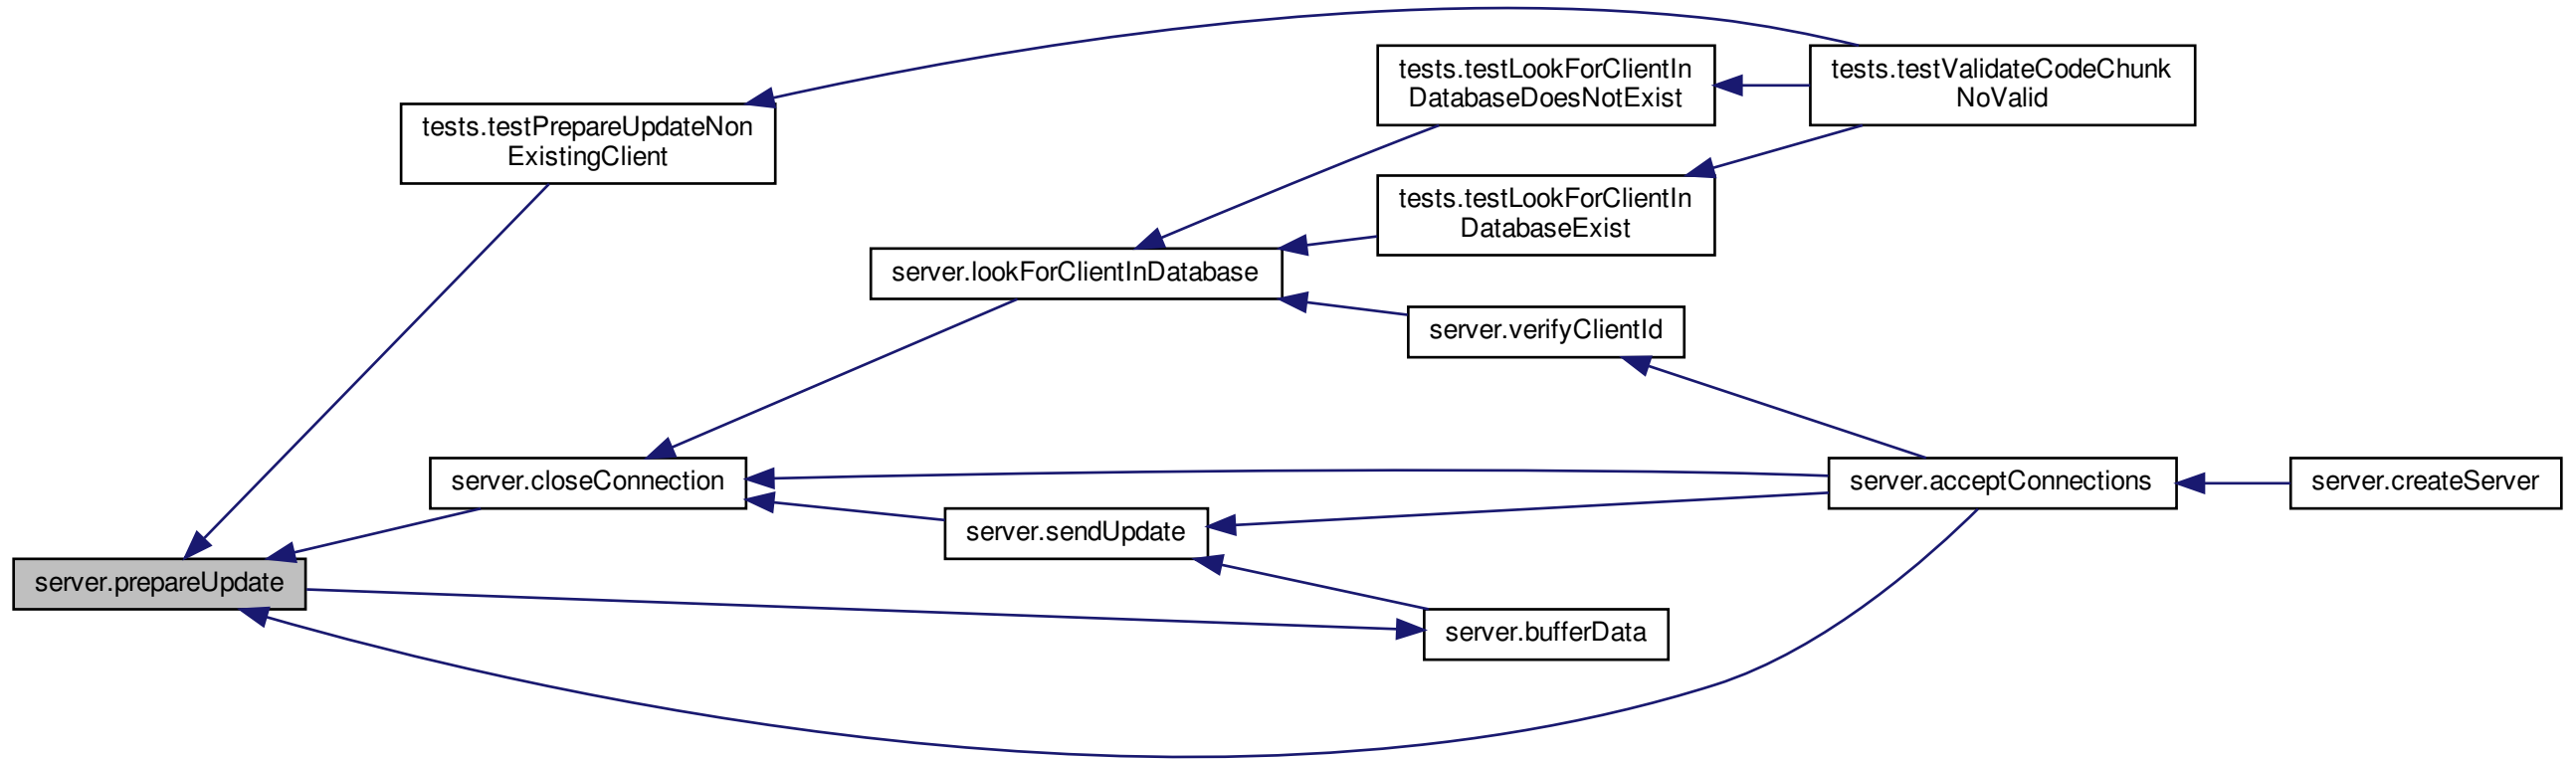 tests.testPrepareUpdateNon
ExistingClient
tests.testLookForClientIn
DatabaseDoesNotExist
tests.testValidateCodeChunk
NoValid
tests.testLookForClientIn
DatabaseExist
server.lookForClientInDatabase
server.verifyClientId
server.closeConnection
server.acceptConnections
server.createServer
server.sendUpdate
server.prepareUpdate
server.bufferData